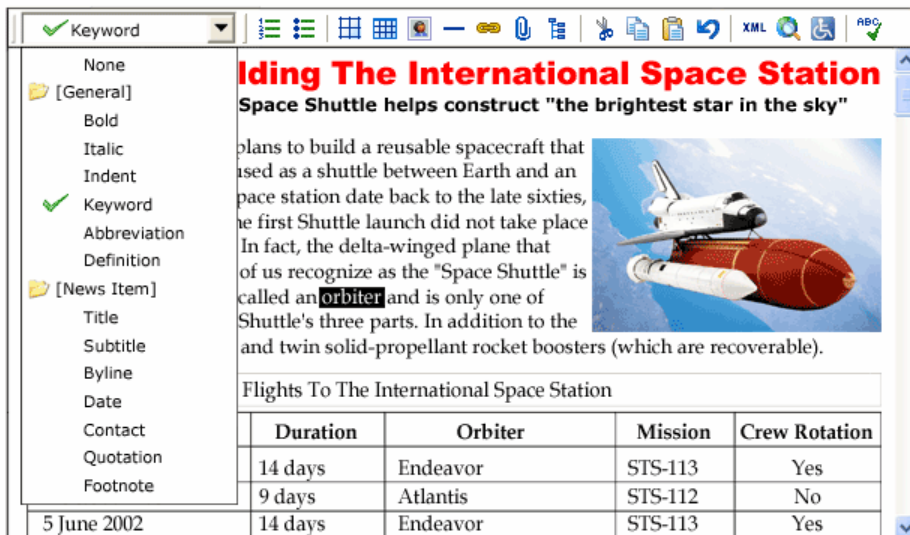 Keyword
XML
ABC
None
[General]
Bold
Italic
Indent
Keyword
Abbreviation
Definition
[News Item]
Title
Subtitle
Byline
Date
Contact
Quotation
Footnote
lding The International Space Station
Space Shuttle helps construct "the brightest star in the sky"
plans to build a reusable spacecraft that
used as a shuttle between Earth and an
pace station date back to the late sixties,
he first Shuttle launch did not take place
In fact, the delta-winged plane that
of us recognize as the "Space Shuttle" is
called an orbiter and is only one of
Shuttle's three parts. In addition to the
and twin solid-propellant rocket boosters (which are recoverable).
Flights To The International Space Station
Duration Orbiter Mission Crew Rotation
14 days Endeavor STS-113 Yes
9 days Atlantis STS-112 No
5 June 2002 14 days Endeavor STS-113 Yes